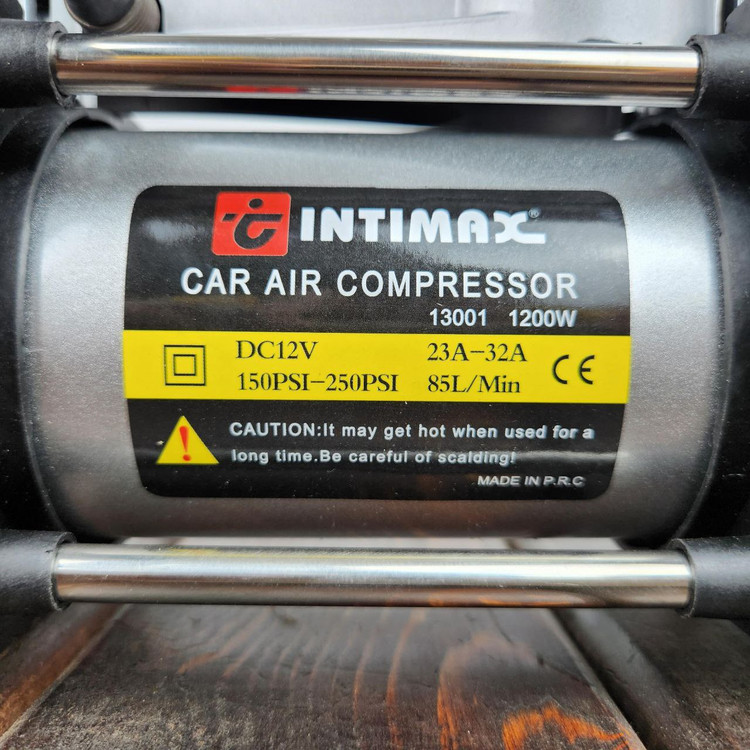 INTIMAX®
CAR AIR COMPRESSOR
13001 1200W
DC12V 23A-32A
150PSI-250PSI 85L/Min
CE
CAUTION:It may get hot when used for a
long time.Be careful of scalding!
MADE IN P.R.C